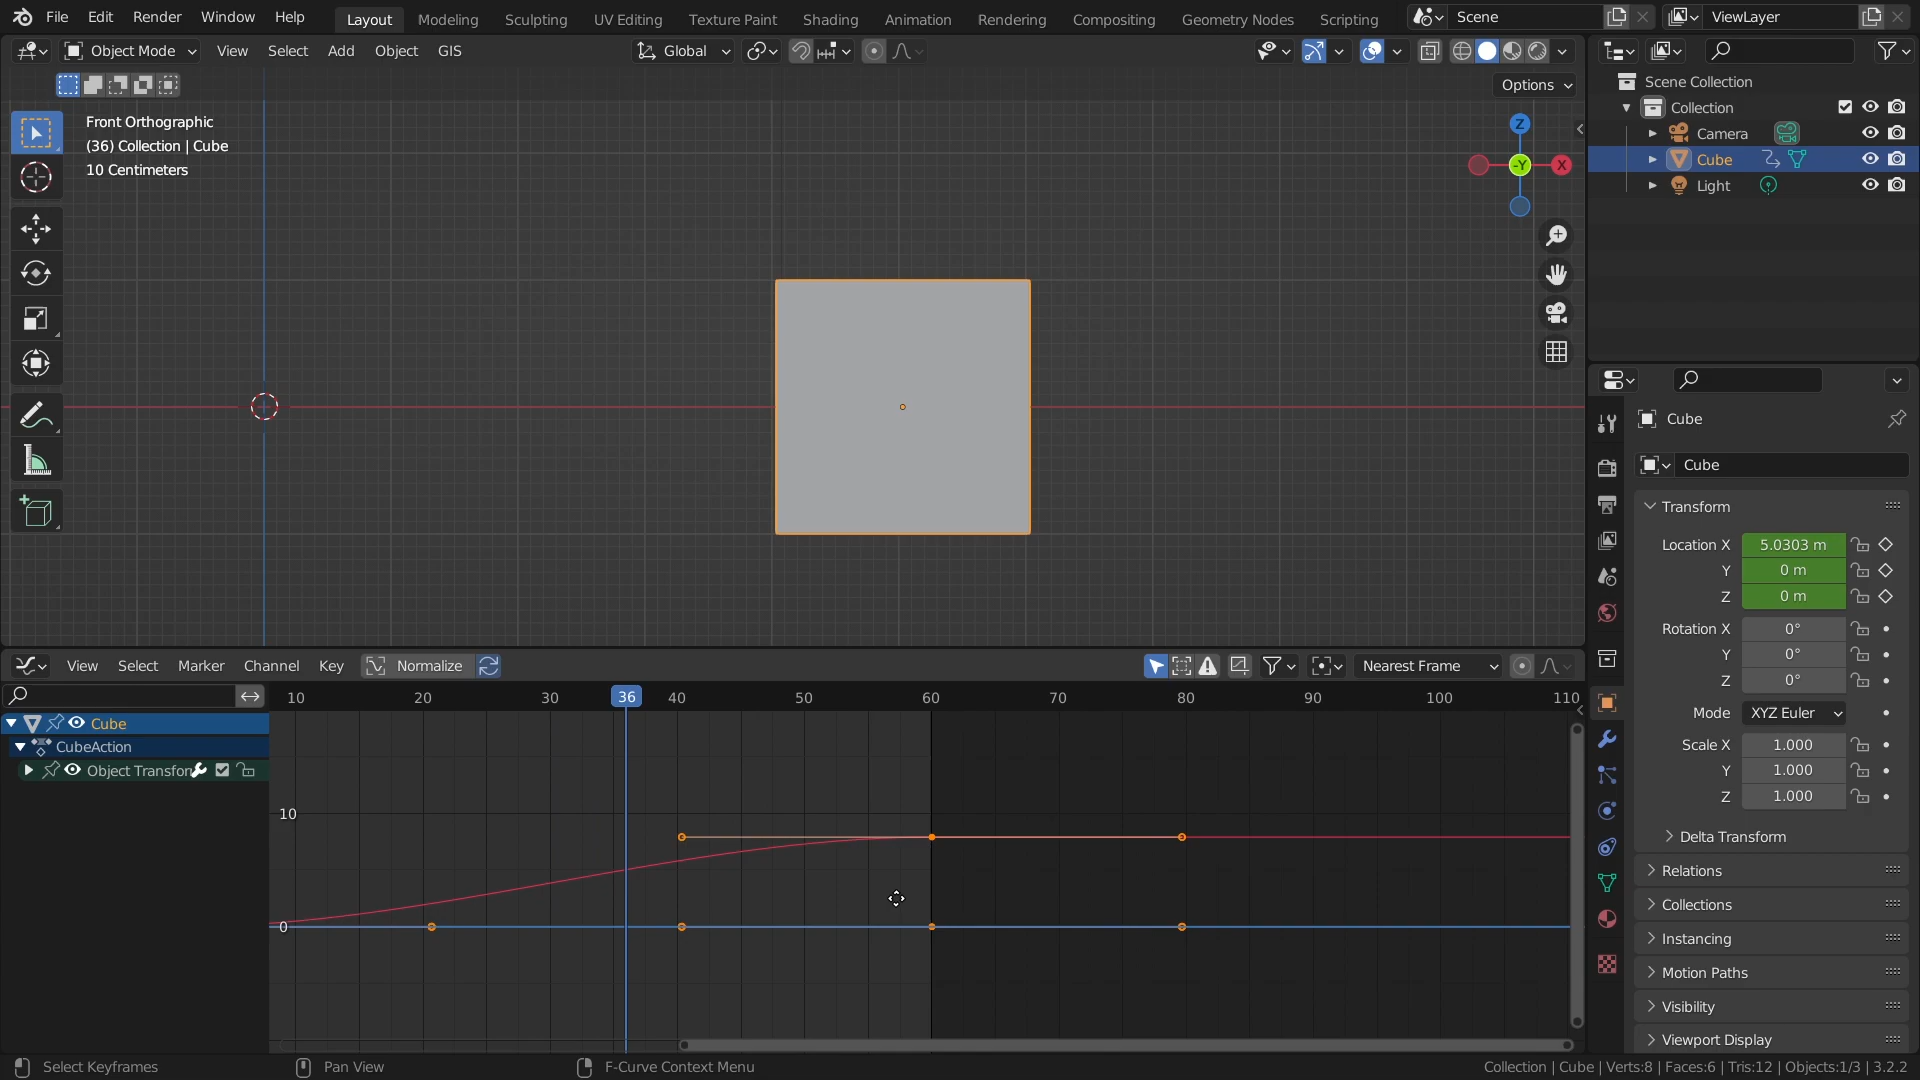 File Edit Render Window Help Layout Modeling Sculpting UV Editing Texture Paint Shading Animation Rendering Compositing Geometry Nodes Scripting Scene ViewLayer
Object Mode View Select Add Object GIS Global
Options
Front Orthographic
(36) Collection | Cube
10 Centimeters
Z
-Y
X
Scene Collection
Collection
Camera
Cube
Light
Cube
Cube
Transform
Location X 5.0303 m
Y 0 m
Z 0 m
Rotation X 0°
Y 0°
Z 0°
Mode XYZ Euler
Scale X 1.000
Y 1.000
Z 1.000
Delta Transform
Relations
Collections
Instancing
Motion Paths
Visibility
Viewport Display
View Select Marker Channel Key Normalize Nearest Frame
10 20 30 36 40 50 60 70 80 90 100 110
Cube
CubeAction
Object Transfor
10
0
Select Keyframes Pan View F-Curve Context Menu Collection | Cube | Verts:8 | Faces:6 | Tris:12 | Objects:1/3 | 3.2.2